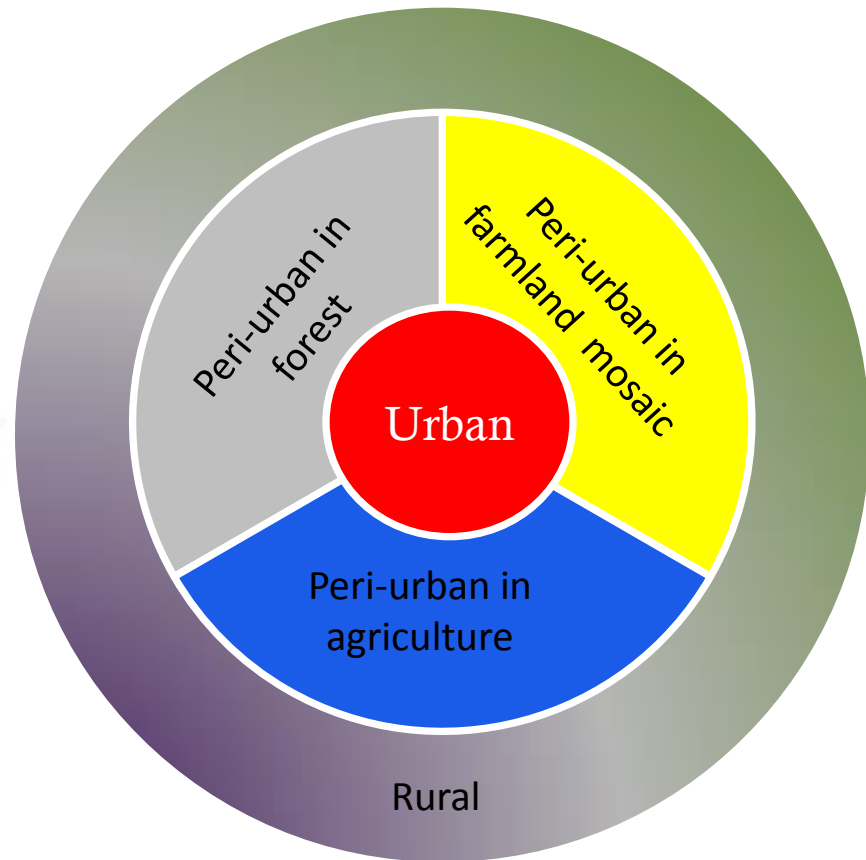 Peri-urban in
forest
Peri-urban in
farmland mosaic
Urban
Peri-urban in
agriculture
Rural